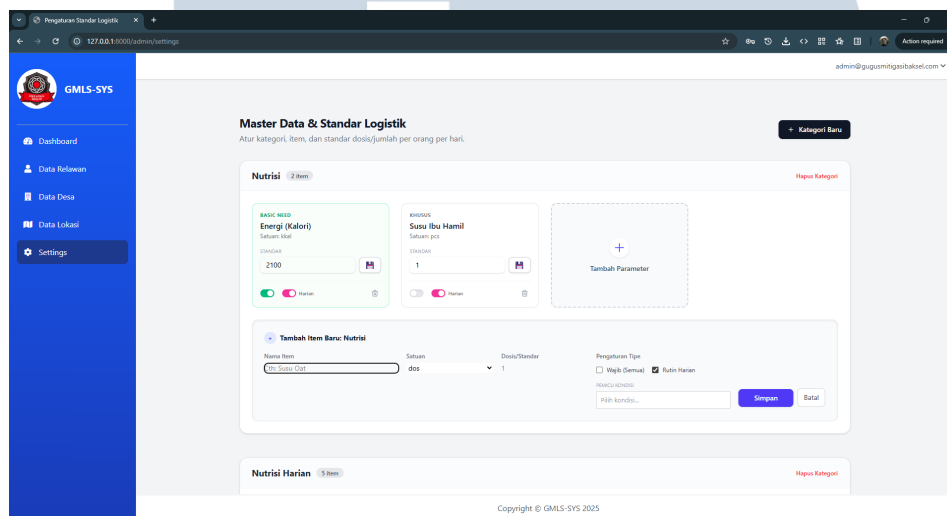 Pengaturan Standar Logistik
127.0.0.1:8000/admin/settings
Action required
GMLS-SYS
admin@gugusmitigasibaksel.com
Dashboard
Data Relawan
Data Desa
Data Lokasi
Settings
Master Data & Standar Logistik
Atur kategori, item, dan standar dosis/jumlah per orang per hari.
+ Kategori Baru
Nutrisi 2 Item
Hapus Kategori
BASIC NEED
Energi (Kalori)
Satuan: kkal
STANDAR
2100
Harian
KHUSUS
Susu Ibu Hamil
Satuan: pcs
STANDAR
1
Harian
+
Tambah Parameter
+ Tambah Item Baru: Nutrisi
Nama Item
Cth: Susu Oat
Satuan
dos
Dosis/Standar
1
Pengaturan Tipe
Wajib (Semua) Rutin Harian
PEMICU KONDISI
Pilih kondisi...
Simpan
Batal
Nutrisi Harian 5 Item
Hapus Kategori
Copyright © GMLS-SYS 2025